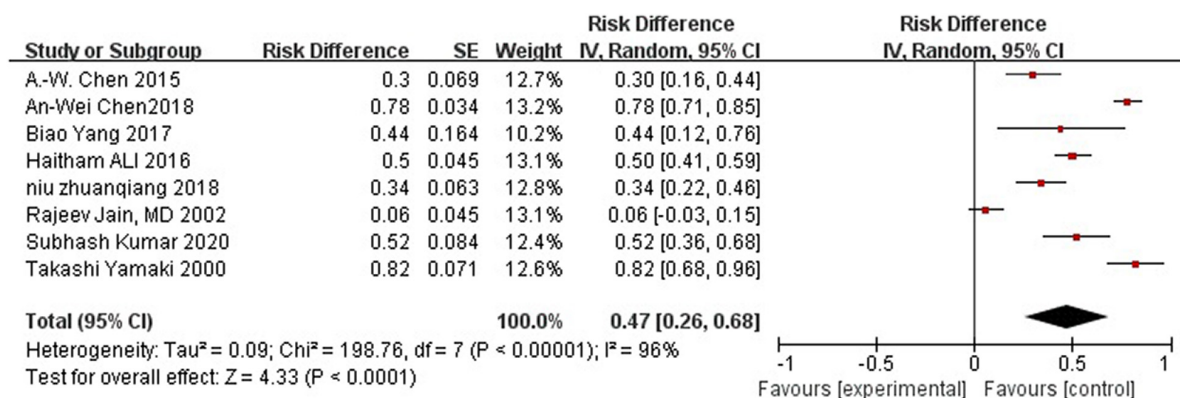 Risk Difference Risk Difference
Study or Subgroup Risk Difference SE Weight IV, Random, 95% CI IV, Random, 95% CI
A.-W. Chen 2015 0.3 0.069 12.7% 0.30 [0.16, 0.44]
An-Wei Chen2018 0.78 0.034 13.2% 0.78 [0.71, 0.85]
Biao Yang 2017 0.44 0.164 10.2% 0.44 [0.12, 0.76]
Haitham ALI 2016 0.5 0.045 13.1% 0.50 [0.41, 0.59]
niu zhuanqiang 2018 0.34 0.063 12.8% 0.34 [0.22, 0.46]
Rajeev Jain, MD 2002 0.06 0.045 13.1% 0.06 [-0.03, 0.15]
Subhash Kumar 2020 0.52 0.084 12.4% 0.52 [0.36, 0.68]
Takashi Yamaki 2000 0.82 0.071 12.6% 0.82 [0.68, 0.96]
Total (95% CI) 100.0% 0.47 [0.26, 0.68]
Heterogeneity: Tau² = 0.09; Chi² = 198.76, df = 7 (P < 0.00001); I² = 96%
Test for overall effect: Z = 4.33 (P < 0.0001)
-1 -0.5 0 0.5 1
Favours [experimental] Favours [control]